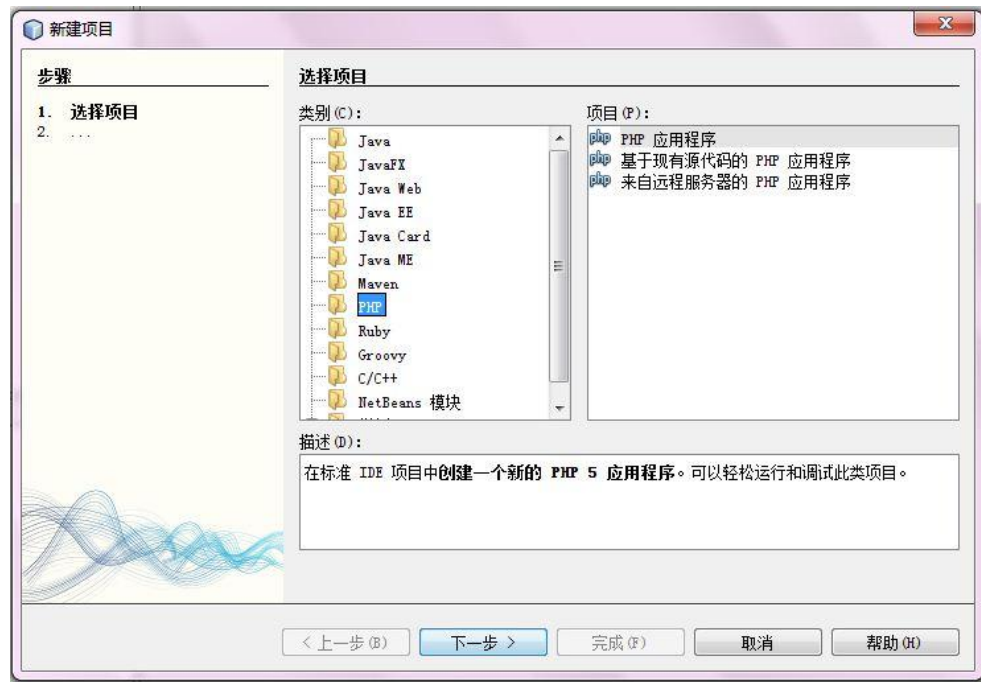 新建项目
步骤
1. 选择项目
2. ...
选择项目
类别(C):
Java
JavaFX
Java Web
Java EE
Java Card
Java ME
Maven
PHP
Ruby
Groovy
C/C++
NetBeans 模块
项目(P):
php PHP 应用程序
php 基于现有源代码的 PHP 应用程序
php 来自远程服务器的 PHP 应用程序
描述(D):
在标准 IDE 项目中创建一个新的 PHP 5 应用程序。可以轻松运行和调试此类项目。
< 上一步(B)
下一步 >
完成(F)
取消
帮助(H)